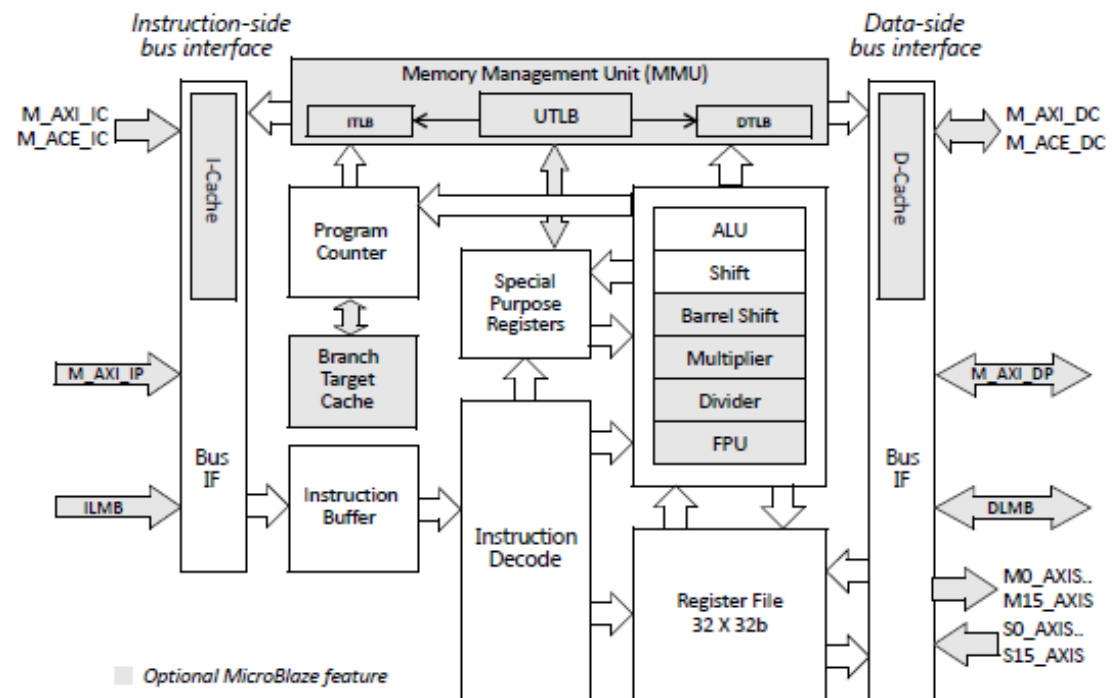 Instruction-side
bus interface
Data-side
bus interface
Memory Management Unit (MMU)
ITLB
UTLB
DTLB
M_AXI_IC
M_ACE_IC
I-Cache
M_AXI_DC
M_ACE_DC
D-Cache
Program
Counter
Special
Purpose
Registers
ALU
Shift
Barrel Shift
Multiplier
Divider
FPU
Branch
Target
Cache
M_AXI_IP
M_AXI_DP
Bus
IF
Bus
IF
ILMB
Instruction
Buffer
Instruction
Decode
DLMB
Register File
32 X 32b
M0_AXIS..
M15_AXIS
S0_AXIS..
S15_AXIS
Optional MicroBlaze feature